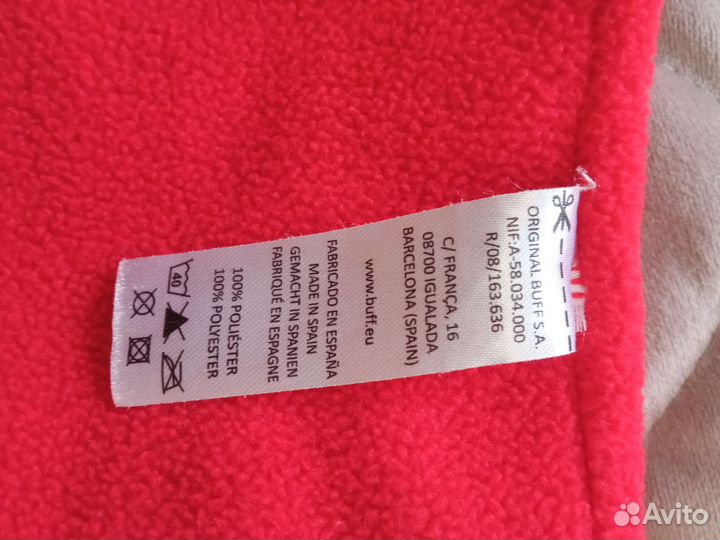 ORIGINAL BUFF S.A.
NIF:A-58.034.000
R/08/163.636
C/ FRANÇA, 16
08700 IGUALADA
BARCELONA (SPAIN)
www.buff.eu
FABRICADO EN ESPAÑA
MADE IN SPAIN
GEMACHT IN SPANIEN
FABRIQUÉ EN ESPAGNE
100% POLIÉSTER
100% POLYESTER
40
Avito